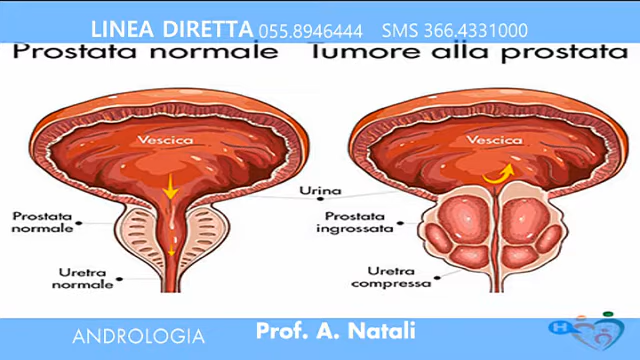 LINEA DIRETTA 055.8946444 SMS 366.4331000
Prostata normale
Tumore alla prostata
Vescica
Vescica
Urina
Prostata
normale
Prostata
ingrossata
Uretra
normale
Uretra
compressa
ANDROLOGIA
Prof. A. Natali
H